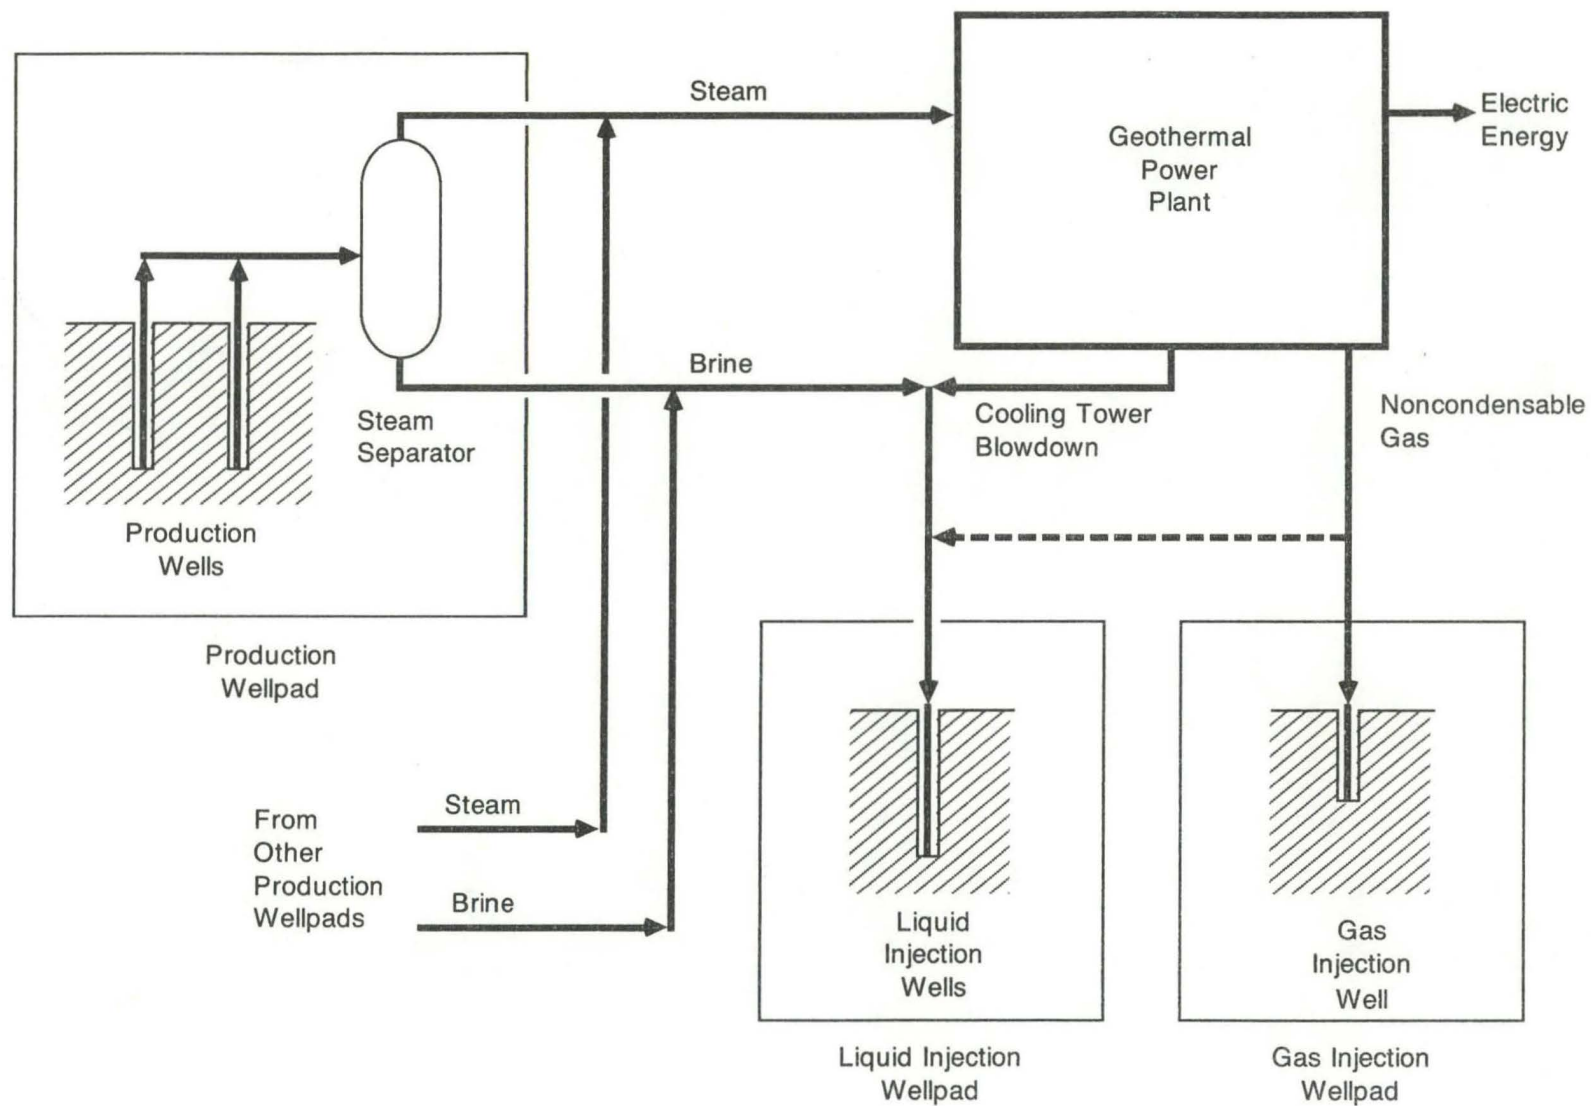 Steam
Electric
Energy
Geothermal
Power
Plant
Brine
Steam
Separator
Cooling Tower
Blowdown
Noncondensable
Gas
Production
Wells
Production
Wellpad
From
Other
Production
Wellpads
Steam
Brine
Liquid
Injection
Wells
Gas
Injection
Well
Liquid Injection
Wellpad
Gas Injection
Wellpad